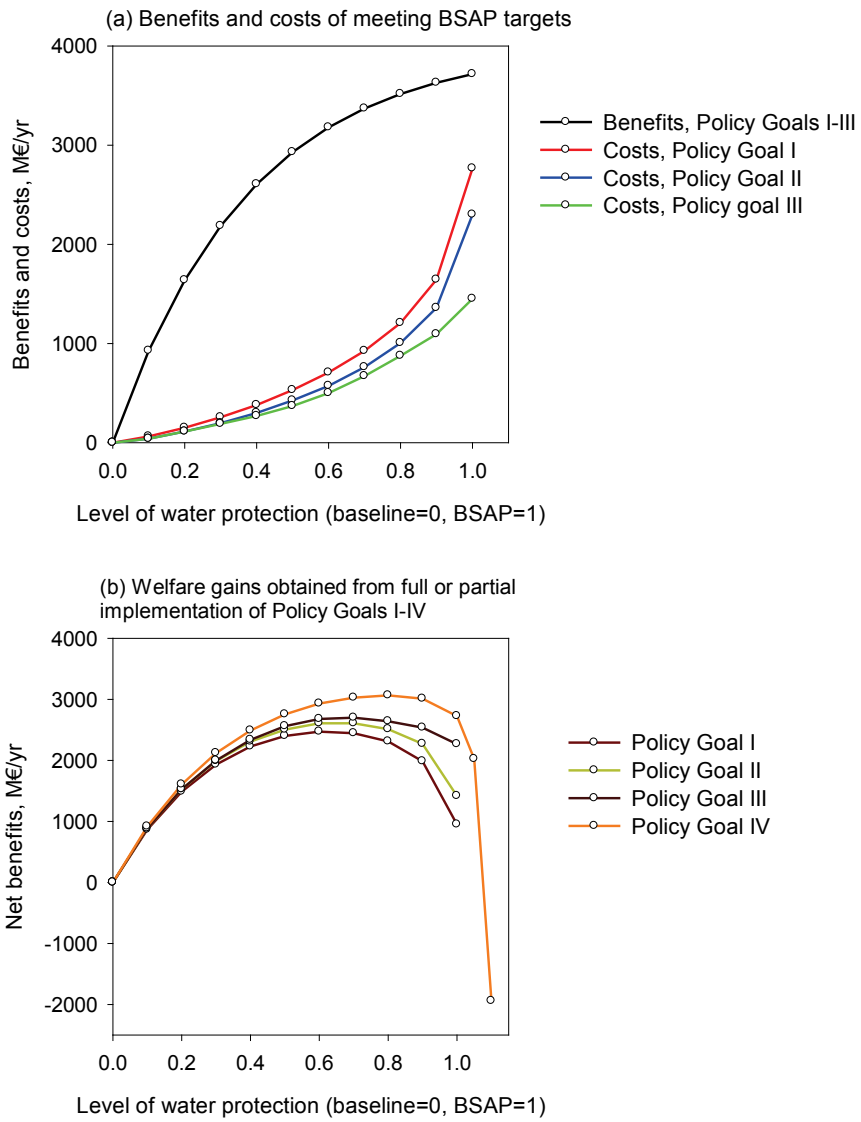 (a) Benefits and costs of meeting BSAP targets
4000
3000
2000
1000
0
Benefits and costs, M€/yr
0.0 0.2 0.4 0.6 0.8 1.0
Level of water protection (baseline=0, BSAP=1)
Benefits, Policy Goals I-III
Costs, Policy Goal I
Costs, Policy Goal II
Costs, Policy goal III
(b) Welfare gains obtained from full or partial
implementation of Policy Goals I-IV
4000
3000
2000
1000
0
-1000
-2000
Net benefits, M€/yr
0.0 0.2 0.4 0.6 0.8 1.0
Level of water protection (baseline=0, BSAP=1)
Policy Goal I
Policy Goal II
Policy Goal III
Policy Goal IV